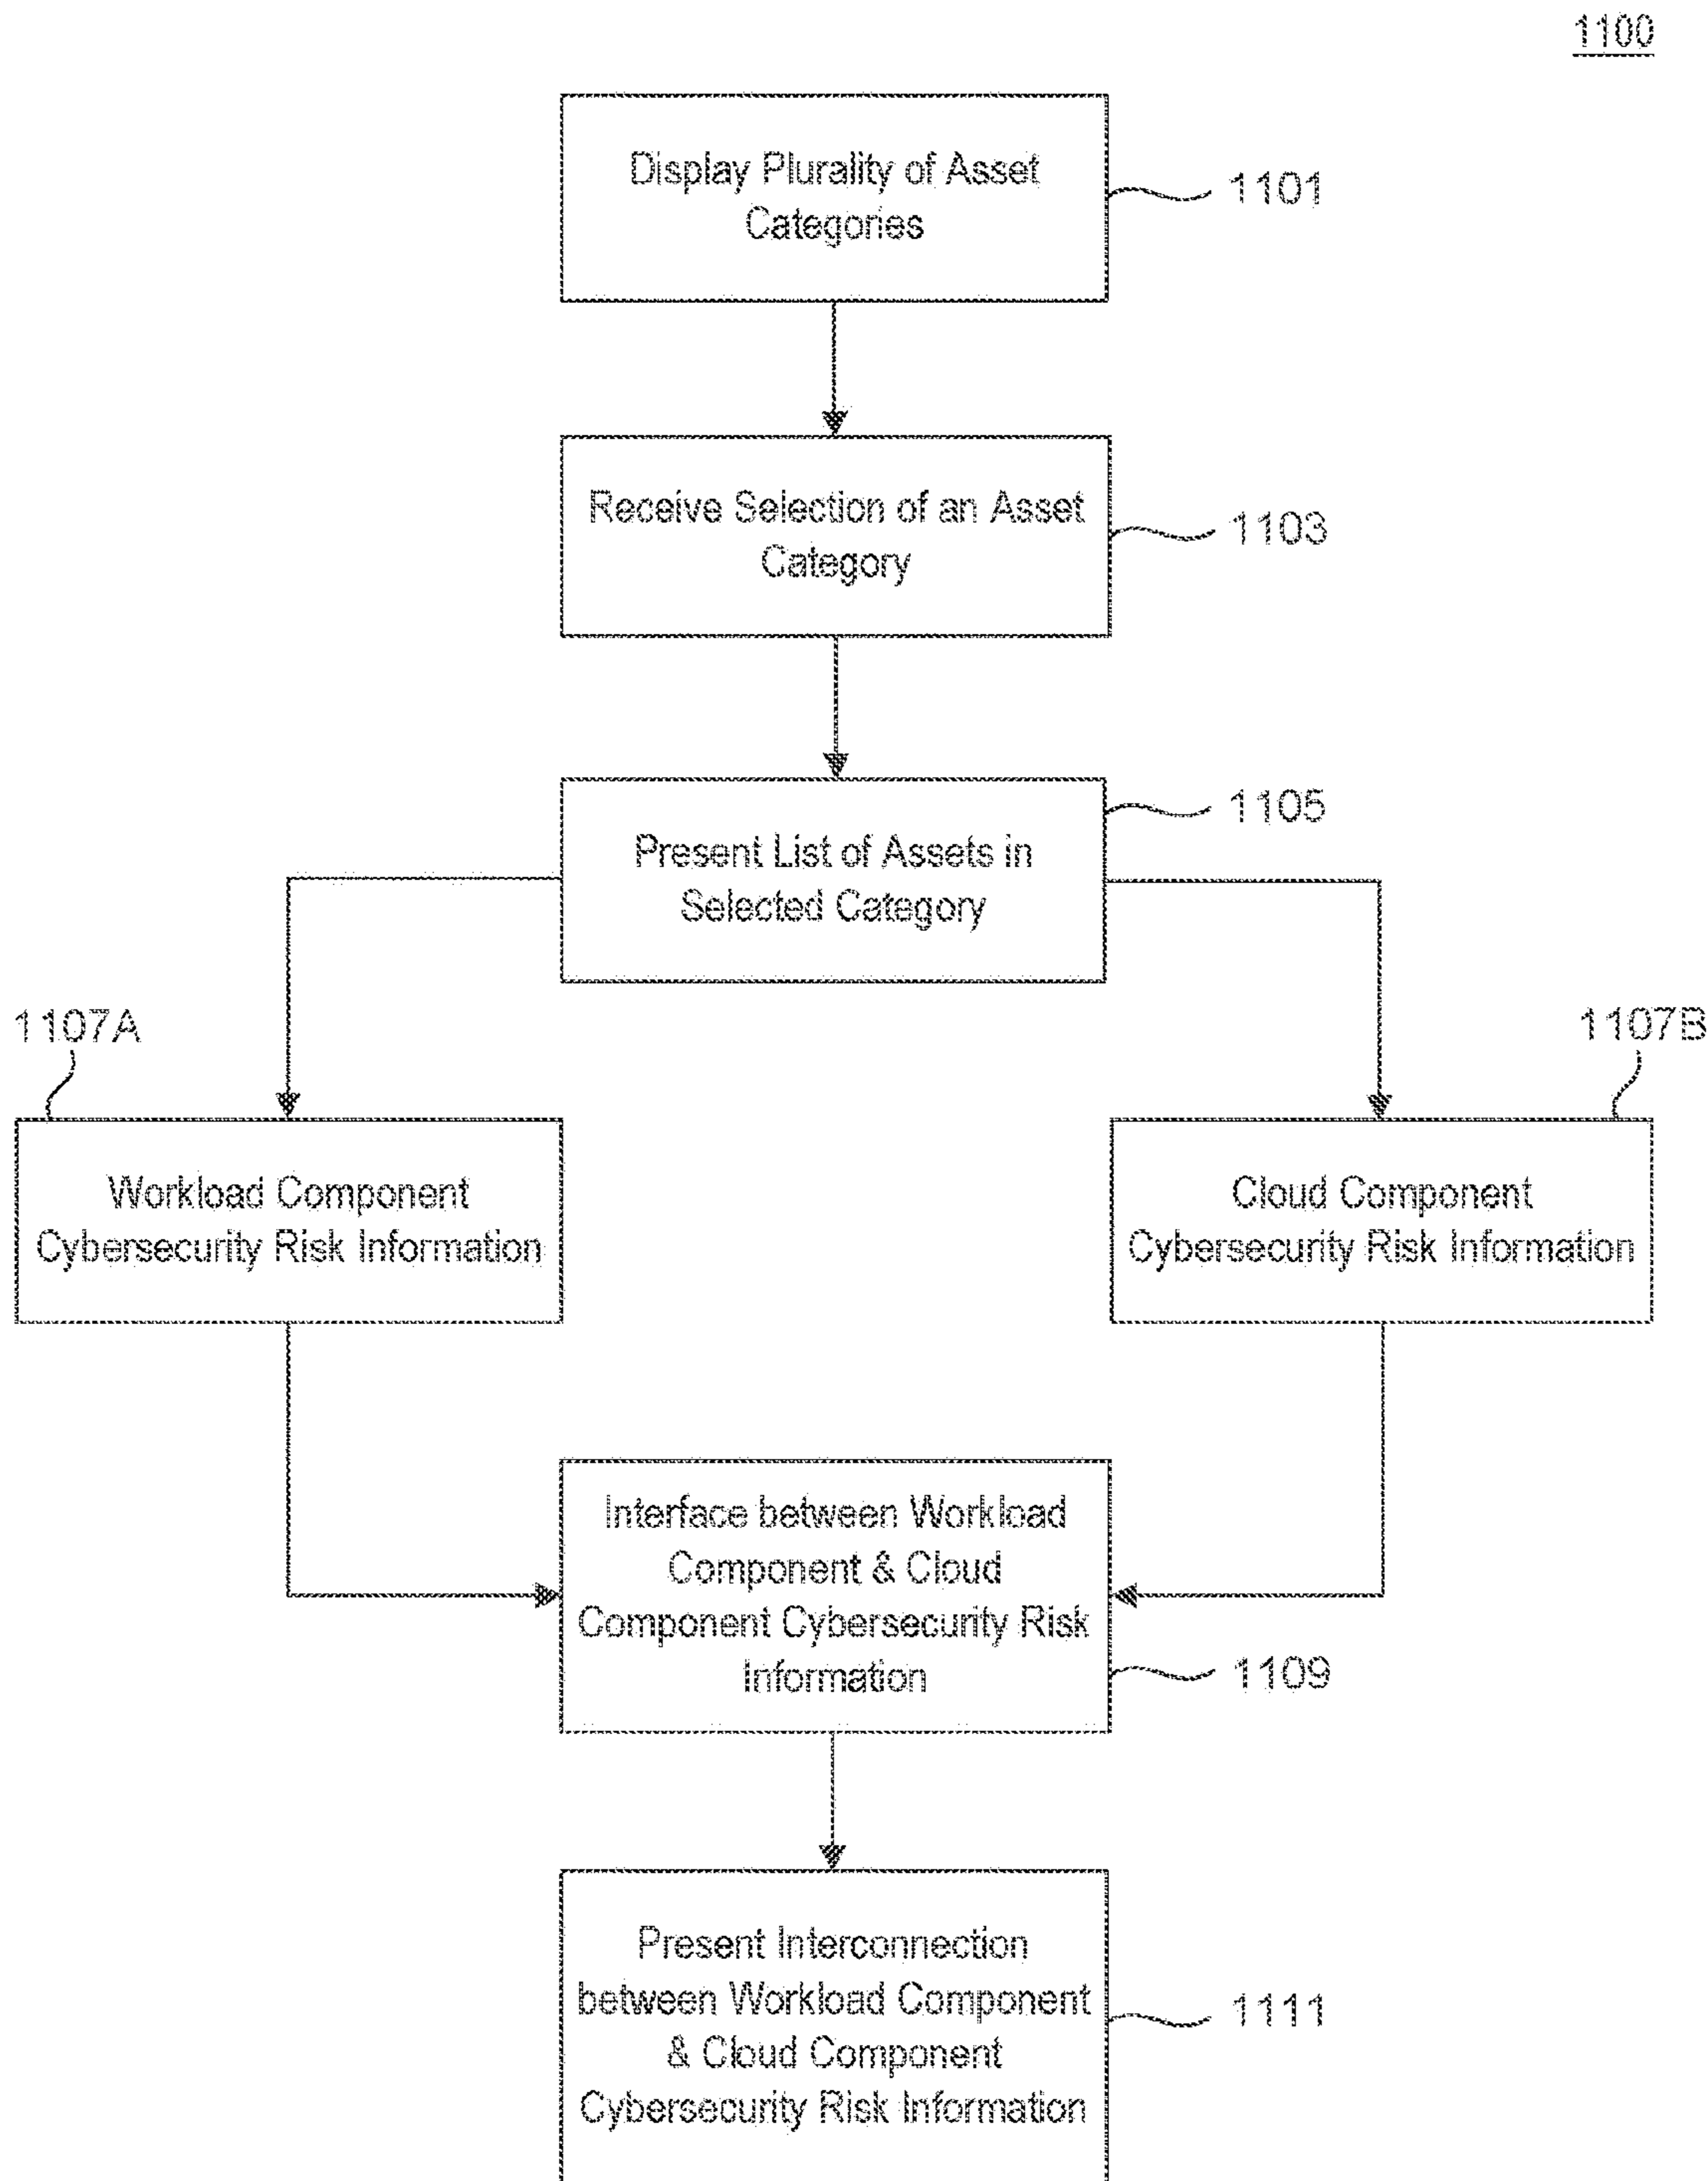 1100
Display Plurality of Asset
Categories
1101
Receive Selection of an Asset
Category
1103
1105
Present List of Assets in
Selected Category
1107A
1107B
Workload Component
Cybersecurity Risk Information
Cloud Component
Cybersecurity Risk Information
Interface between Workload
Component & Cloud
Component Cybersecurity Risk
Information
1109
Present Interconnection
between Workload Component
& Cloud Component
Cybersecurity Risk Information
1111